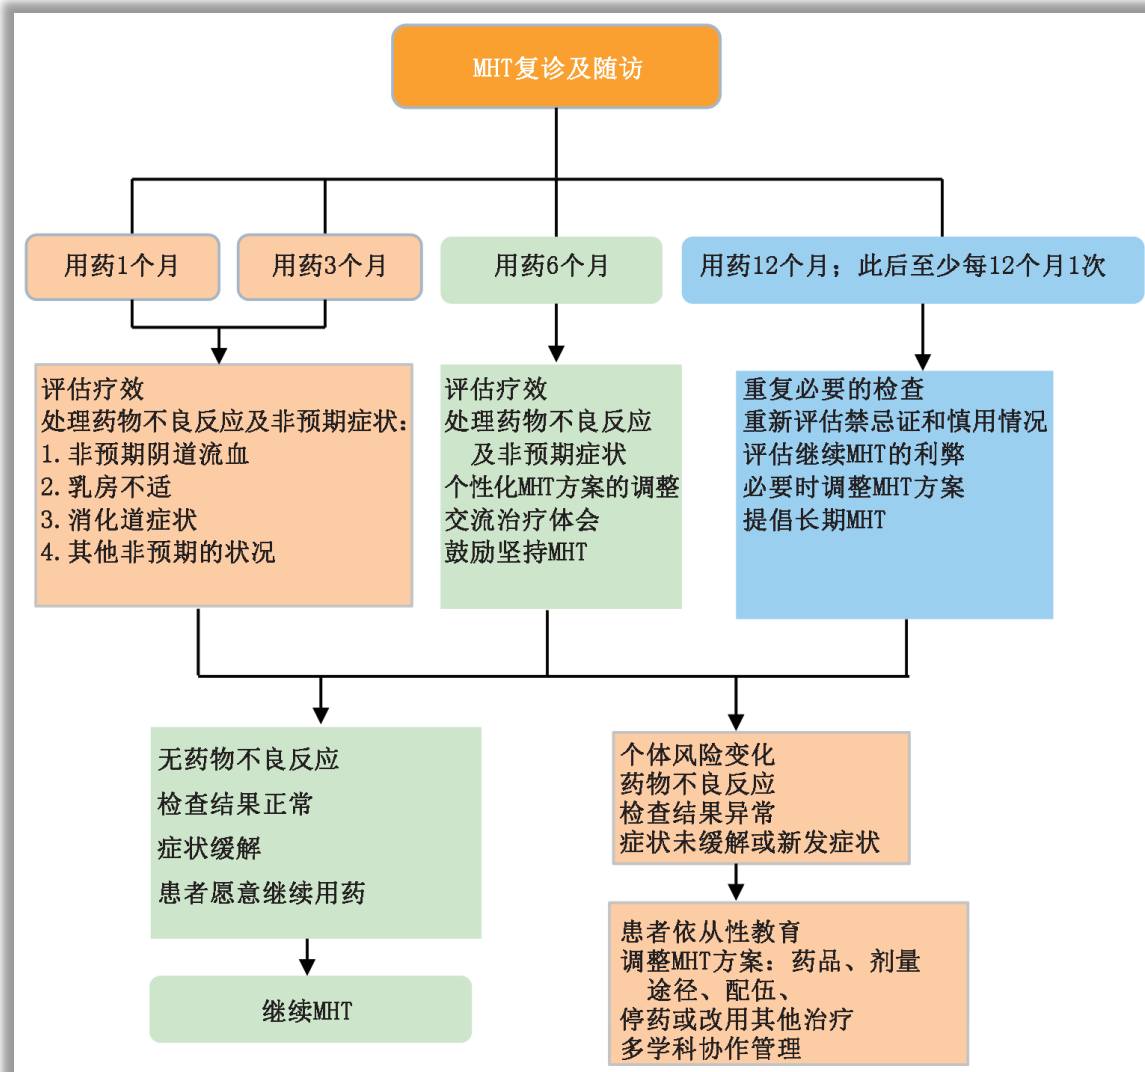 MHT复诊及随访
用药1个月
用药3个月
用药6个月
用药12个月；此后至少每12个月1次
评估疗效
处理药物不良反应及非预期症状：
1.非预期阴道流血
2.乳房不适
3.消化道症状
4.其他非预期的状况
评估疗效
处理药物不良反应
及非预期症状
个性化MHT方案的调整
交流治疗体会
鼓励坚持MHT
重复必要的检查
重新评估禁忌证和慎用情况
评估继续MHT的利弊
必要时调整MHT方案
提倡长期MHT
无药物不良反应
检查结果正常
症状缓解
患者愿意继续用药
继续MHT
个体风险变化
药物不良反应
检查结果异常
症状未缓解或新发症状
患者依从性教育
调整MHT方案：药品、剂量
途径、配伍、
停药或改用其他治疗
多学科协作管理